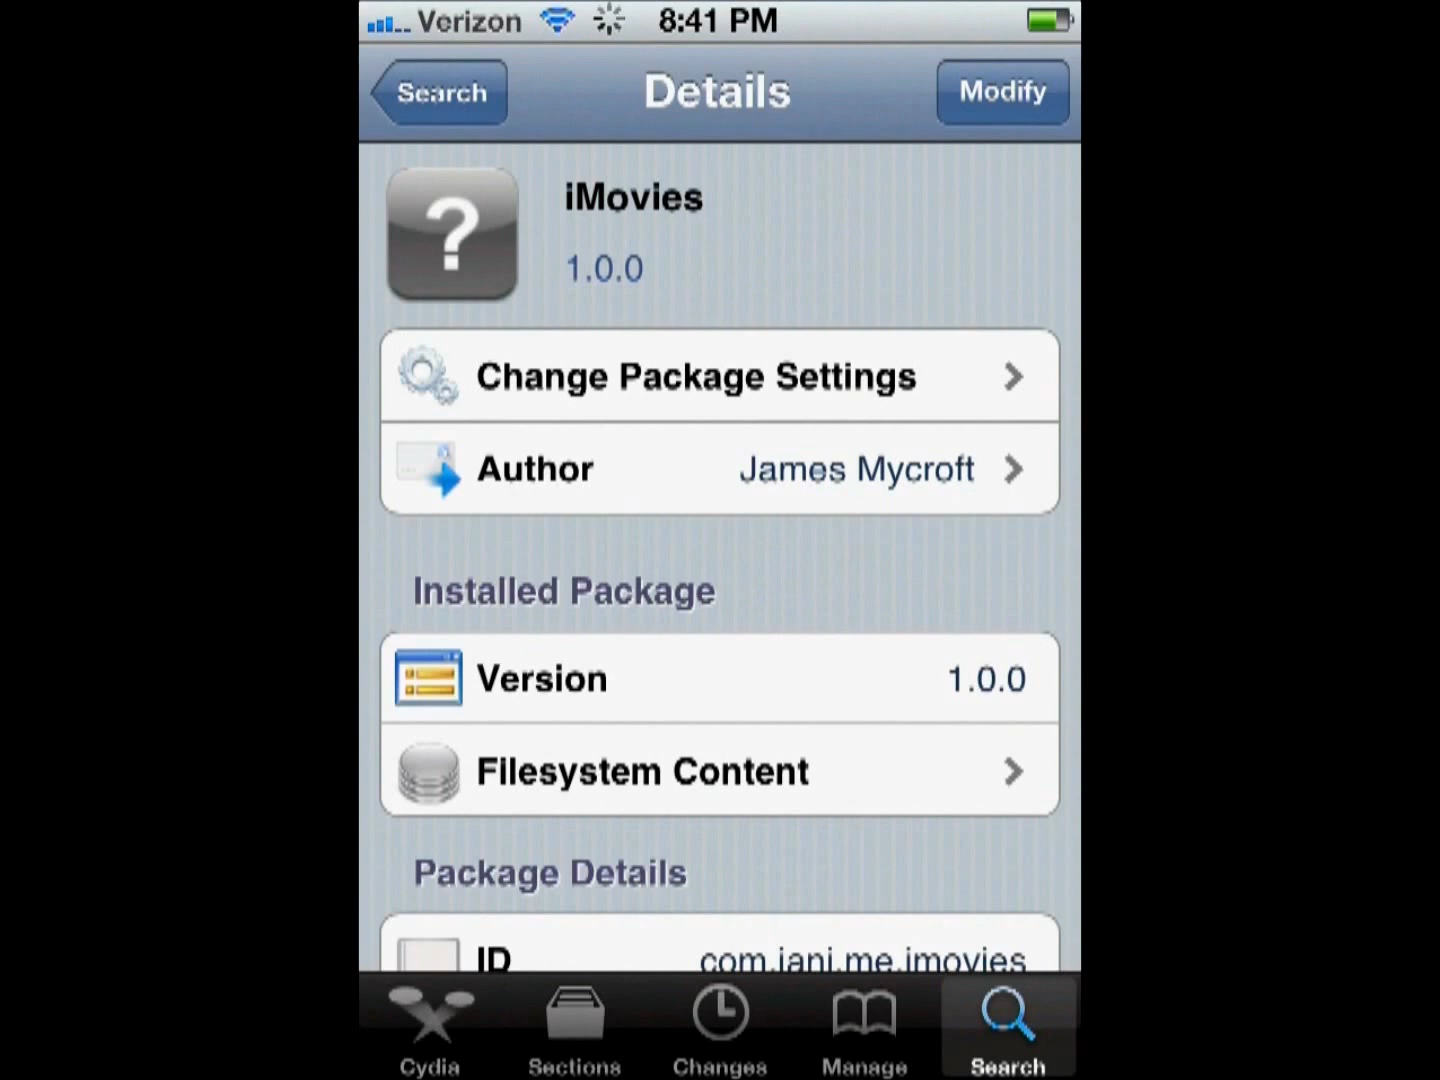 Verizon 8:41 PM
Search Details Modify
?
iMovies
1.0.0
Change Package Settings
Author James Mycroft
Installed Package
Version 1.0.0
Filesystem Content
Package Details
ID com.jani.me.imovies
Cydia Sections Changes Manage Search